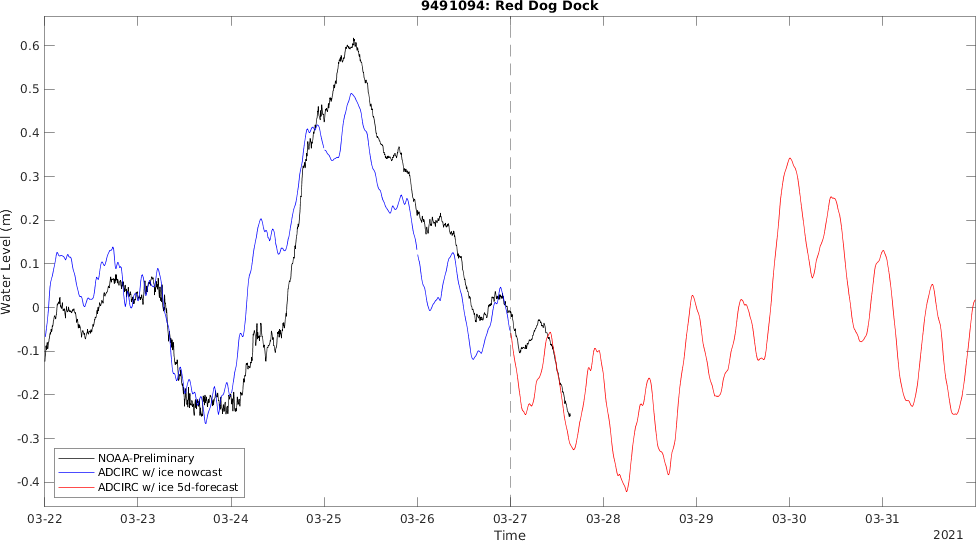 9491094: Red Dog Dock
Water Level (m)
0.6
0.5
0.4
0.3
0.2
0.1
0
-0.1
-0.2
-0.3
-0.4
NOAA-Preliminary
ADCIRC w/ ice nowcast
ADCIRC w/ ice 5d-forecast
03-22 03-23 03-24 03-25 03-26 03-27 03-28 03-29 03-30 03-31
Time
2021